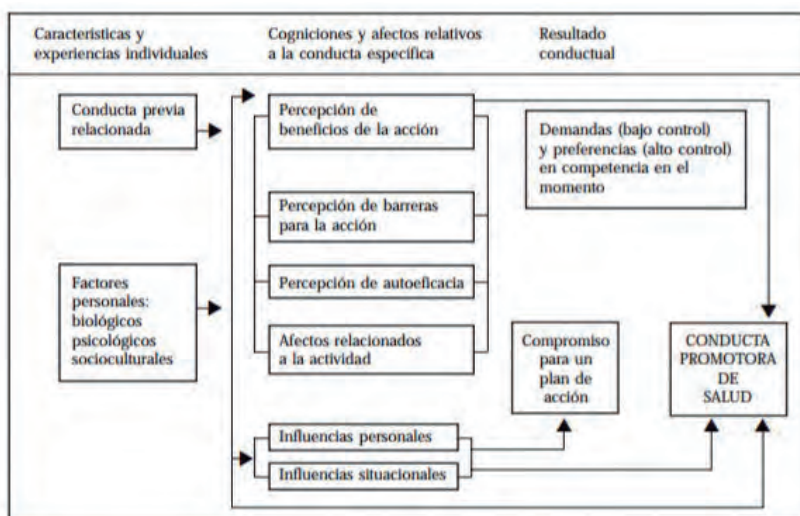 Características y
experiencias individuales
Cogniciones y afectos relativos
a la conducta específica
Resultado
conductual
Conducta previa
relacionada
Factores
personales:
biológicos
psicológicos
socioculturales
Percepción de
beneficios de la acción
Percepción de barreras
para la acción
Percepción de autoeficacia
Afectos relacionados
a la actividad
Influencias personales
Influencias situacionales
Demandas (bajo control)
y preferencias (alto control)
en competencia en el
momento
Compromiso
para un
plan de
acción
CONDUCTA
PROMOTORA
DE
SALUD